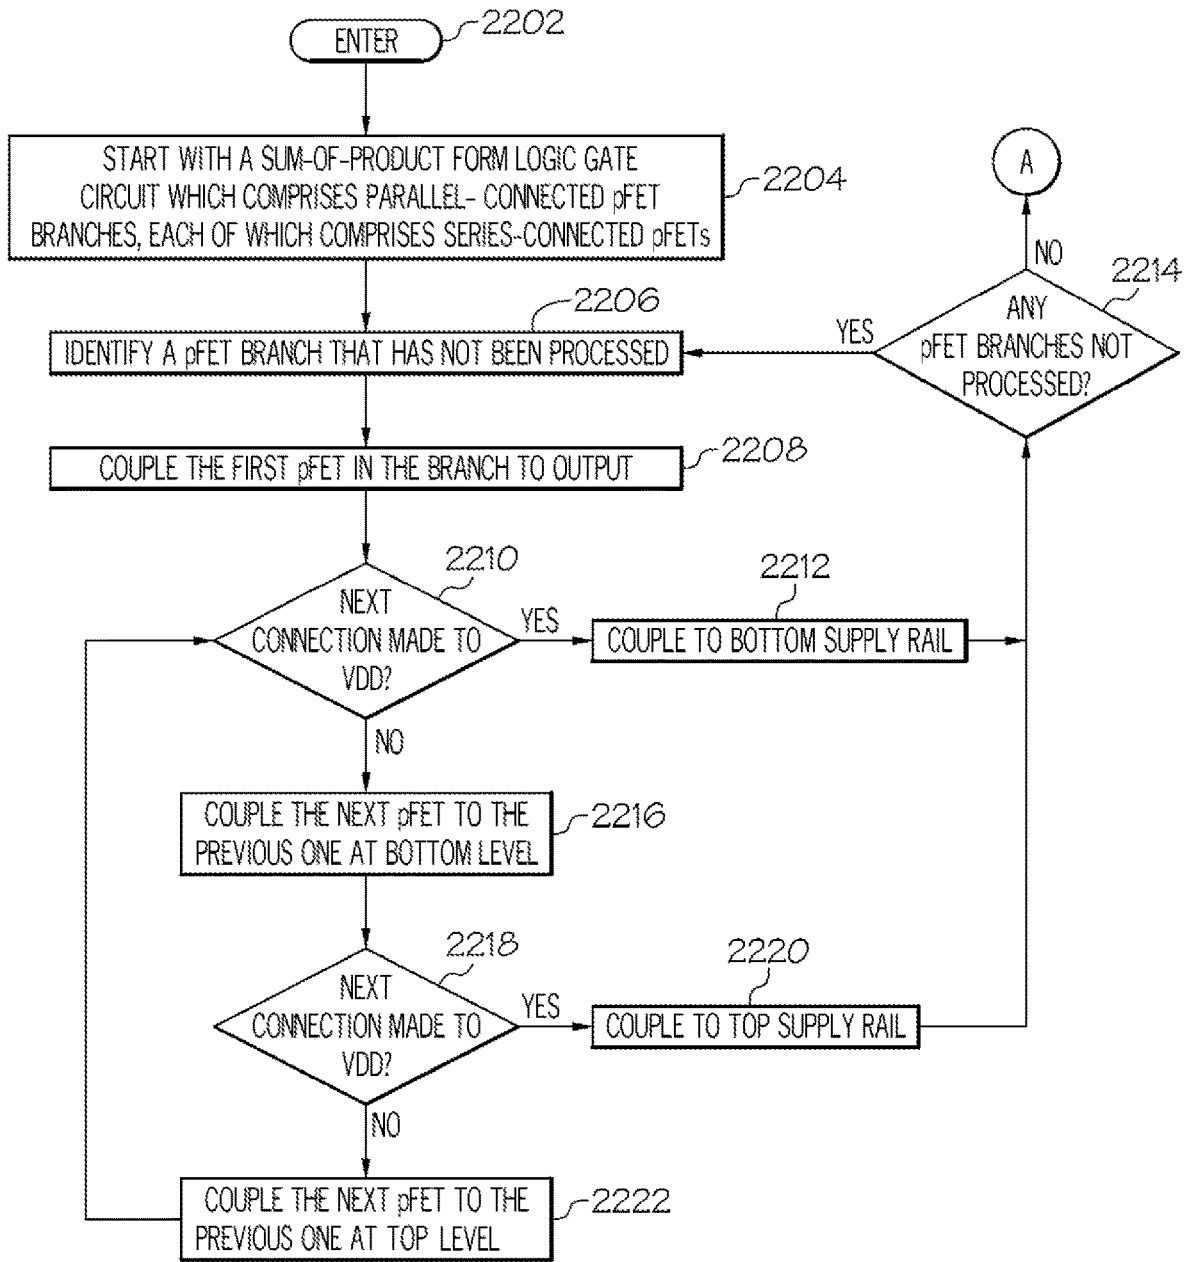 ENTER
2202
START WITH A SUM-OF-PRODUCT FORM LOGIC GATE
CIRCUIT WHICH COMPRISES PARALLEL- CONNECTED pFET
BRANCHES, EACH OF WHICH COMPRISES SERIES-CONNECTED pFETs
2204
A
NO
2206
IDENTIFY A pFET BRANCH THAT HAS NOT BEEN PROCESSED
YES
2214
ANY
pFET BRANCHES NOT
PROCESSED?
COUPLE THE FIRST pFET IN THE BRANCH TO OUTPUT
2208
2210
NEXT
CONNECTION MADE TO
VDD?
YES
2212
COUPLE TO BOTTOM SUPPLY RAIL
NO
COUPLE THE NEXT pFET TO THE
PREVIOUS ONE AT BOTTOM LEVEL
2216
2218
NEXT
CONNECTION MADE TO
VDD?
YES
2220
COUPLE TO TOP SUPPLY RAIL
NO
COUPLE THE NEXT pFET TO THE
PREVIOUS ONE AT TOP LEVEL
2222